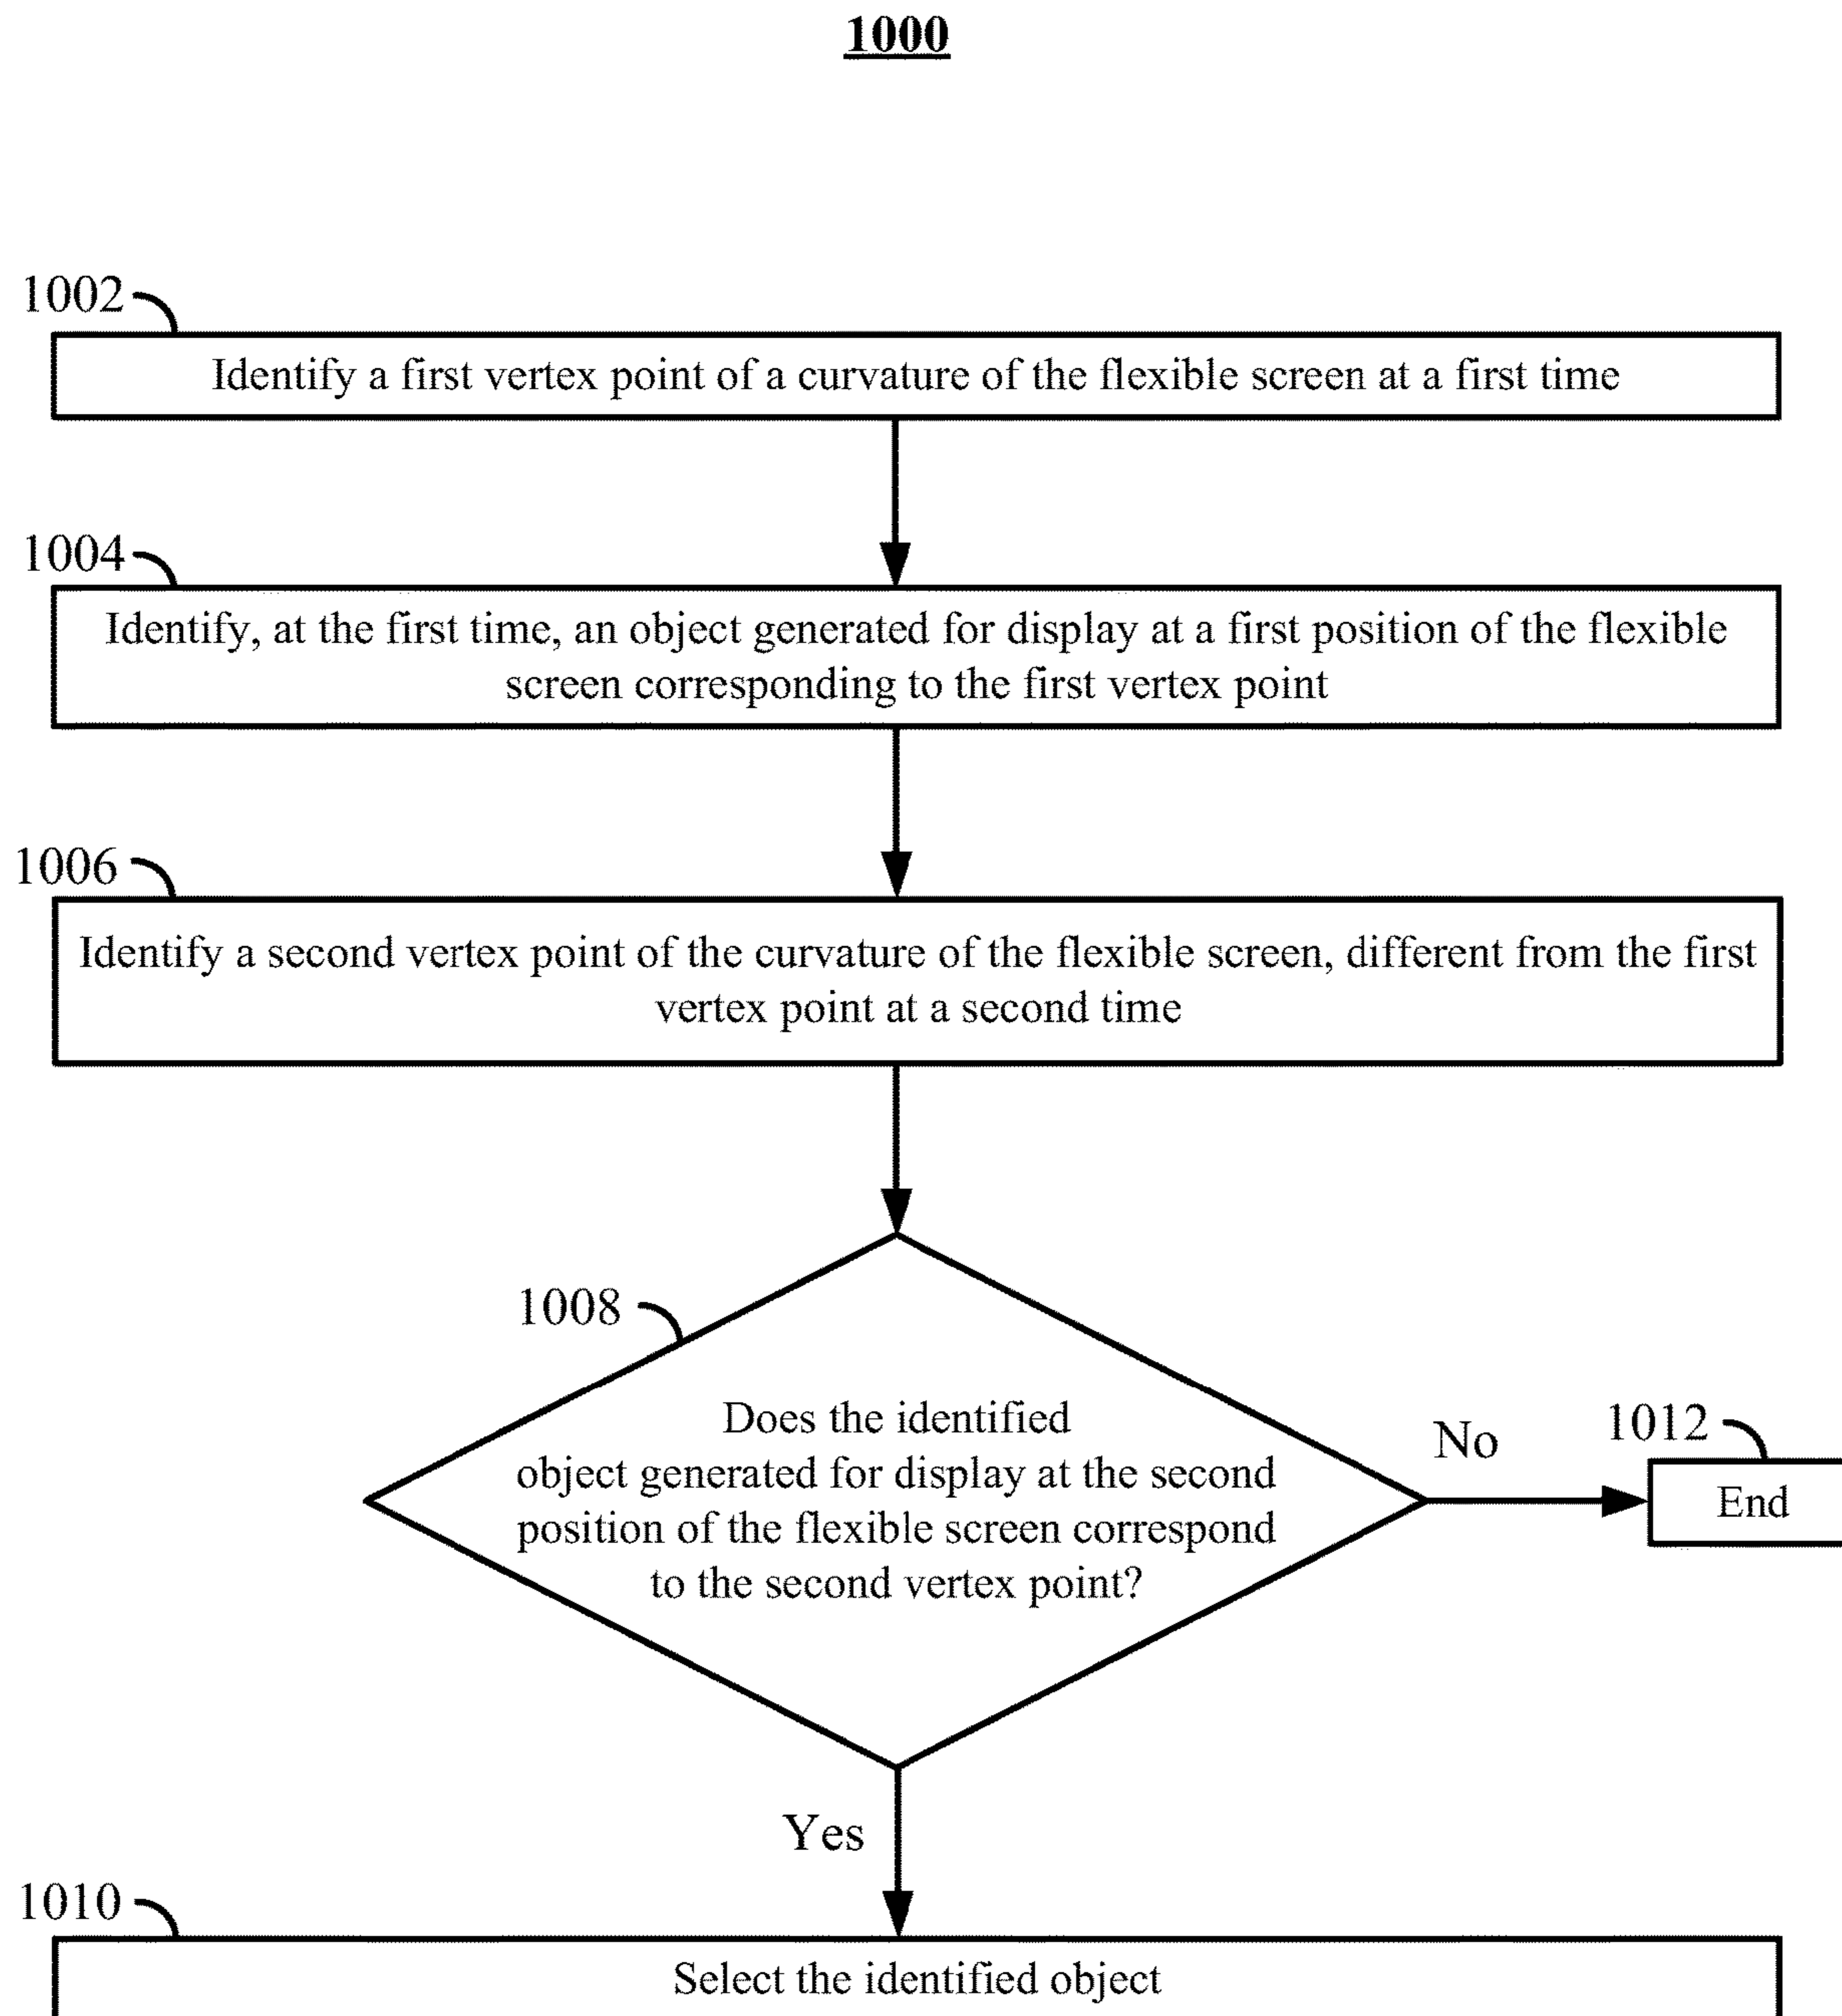 1000
1002
Identify a first vertex point of a curvature of the flexible screen at a first time
1004
Identify, at the first time, an object generated for display at a first position of the flexible
screen corresponding to the first vertex point
1006
Identify a second vertex point of the curvature of the flexible screen, different from the first
vertex point at a second time
1008
Does the identified
object generated for display at the second
position of the flexible screen correspond
to the second vertex point?
No
1012
End
Yes
1010
Select the identified object